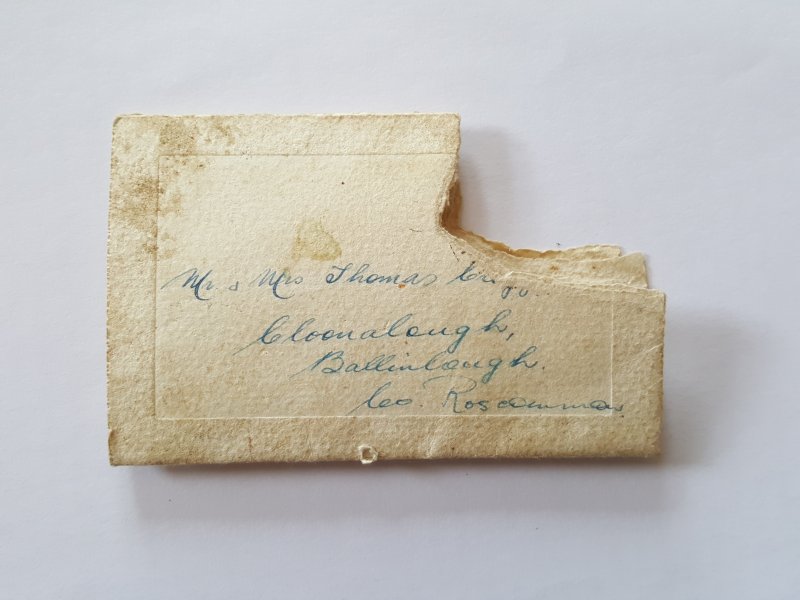 Mr & Mrs Thomas
Cloonalough,
Ballinlough.
Co. Roscommon